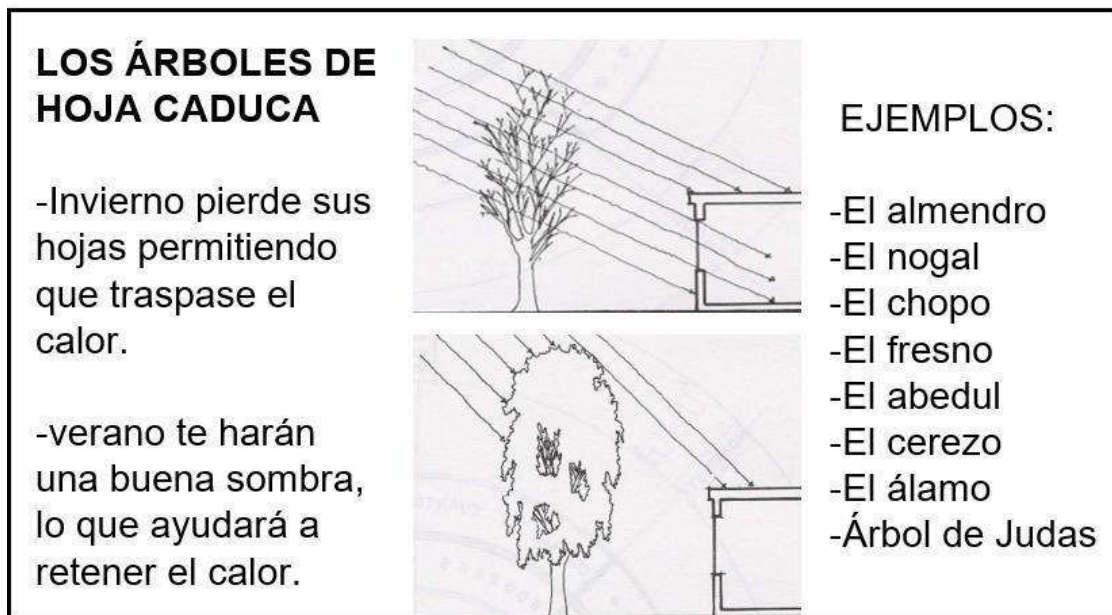 LOS ÁRBOLES DE
HOJA CADUCA
-Invierno pierde sus
hojas permitiendo
que traspase el
calor.
-verano te harán
una buena sombra,
lo que ayudará a
retener el calor.
EJEMPLOS:
-El almendro
-El nogal
-El chopo
-El fresno
-El abedul
-El cerezo
-El álamo
-Árbol de Judas